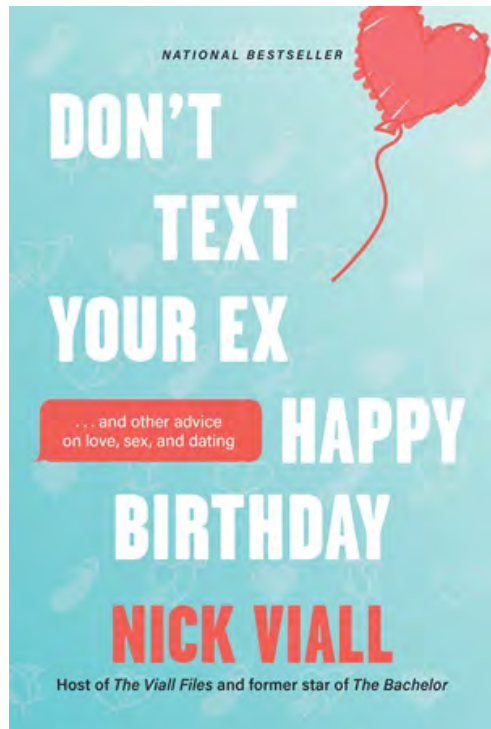 NATIONAL BESTSELLER
DON'T
TEXT
YOUR EX
. . . and other advice
on love, sex, and dating
HAPPY
BIRTHDAY
NICK VIALL
Host of The Viall Files and former star of The Bachelor